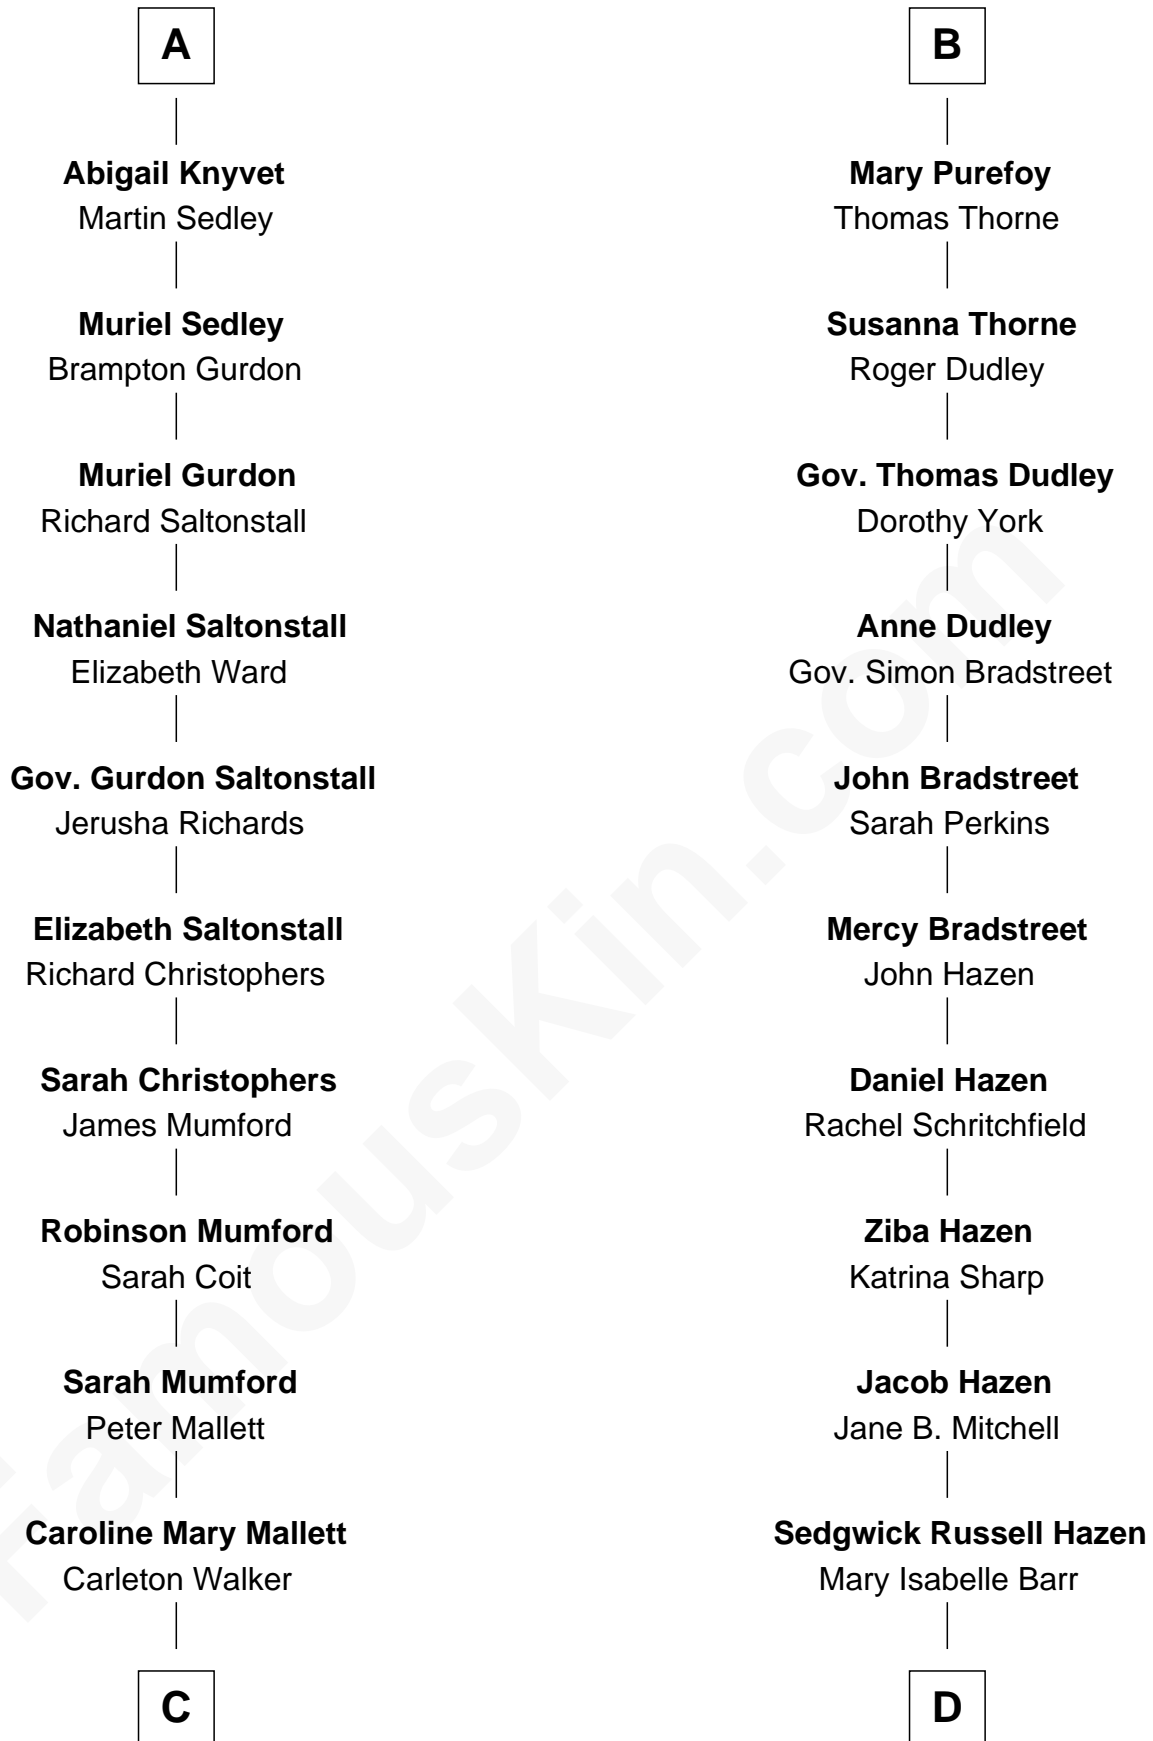 A
Abigail Knyvet
Martin Sedley
Muriel Sedley
Brampton Gurdon
Muriel Gurdon
Richard Saltonstall
Nathaniel Saltonstall
Elizabeth Ward
Gov. Gurdon Saltonstall
Jerusha Richards
Elizabeth Saltonstall
Richard Christophers
Sarah Christophers
James Mumford
Robinson Mumford
Sarah Coit
Sarah Mumford
Peter Mallett
Caroline Mary Mallett
Carleton Walker
C
B
Mary Purefoy
Thomas Thorne
Susanna Thorne
Roger Dudley
Gov. Thomas Dudley
Dorothy York
Anne Dudley
Gov. Simon Bradstreet
John Bradstreet
Sarah Perkins
Mercy Bradstreet
John Hazen
Daniel Hazen
Rachel Schritchfield
Ziba Hazen
Katrina Sharp
Jacob Hazen
Jane B. Mitchell
Sedgwick Russell Hazen
Mary Isabelle Barr
D
FamousKin.com